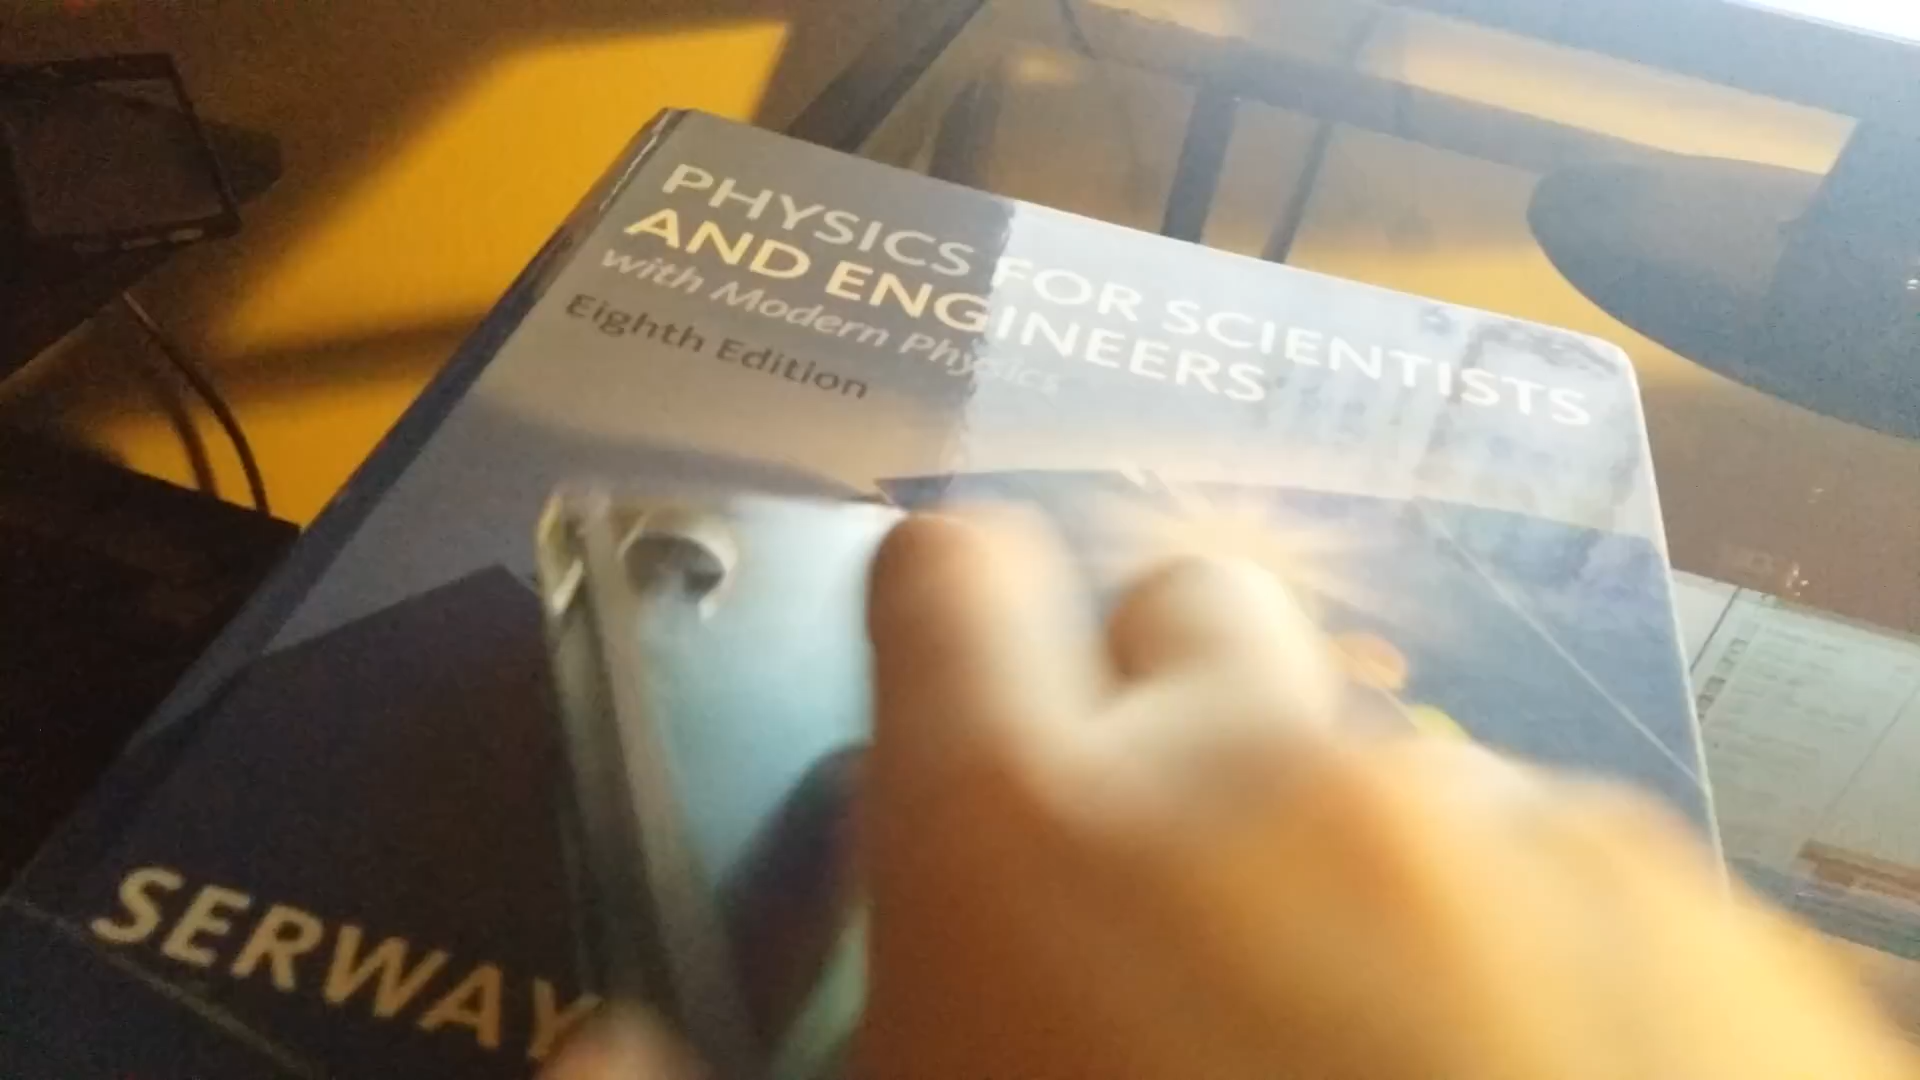 PHYSICS FOR SCIENTISTS
AND ENGINEERS
with Modern Physics
Eighth Edition
SERWAY